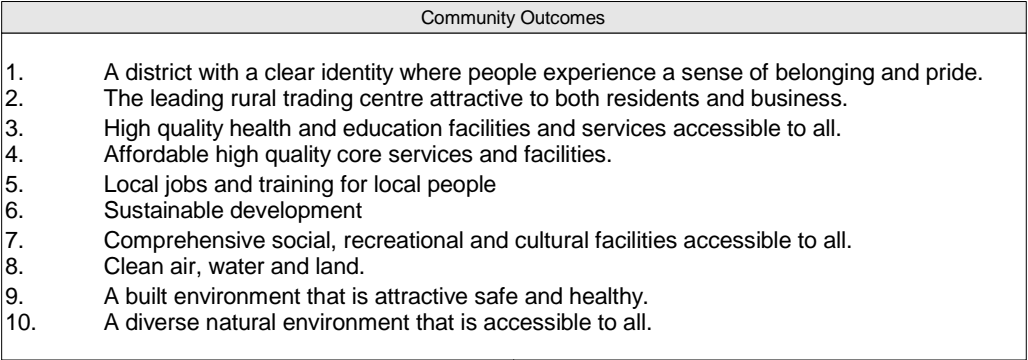 Community Outcomes
1. A district with a clear identity where people experience a sense of belonging and pride.
2. The leading rural trading centre attractive to both residents and business.
3. High quality health and education facilities and services accessible to all.
4. Affordable high quality core services and facilities.
5. Local jobs and training for local people
6. Sustainable development
7. Comprehensive social, recreational and cultural facilities accessible to all.
8. Clean air, water and land.
9. A built environment that is attractive safe and healthy.
10. A diverse natural environment that is accessible to all.